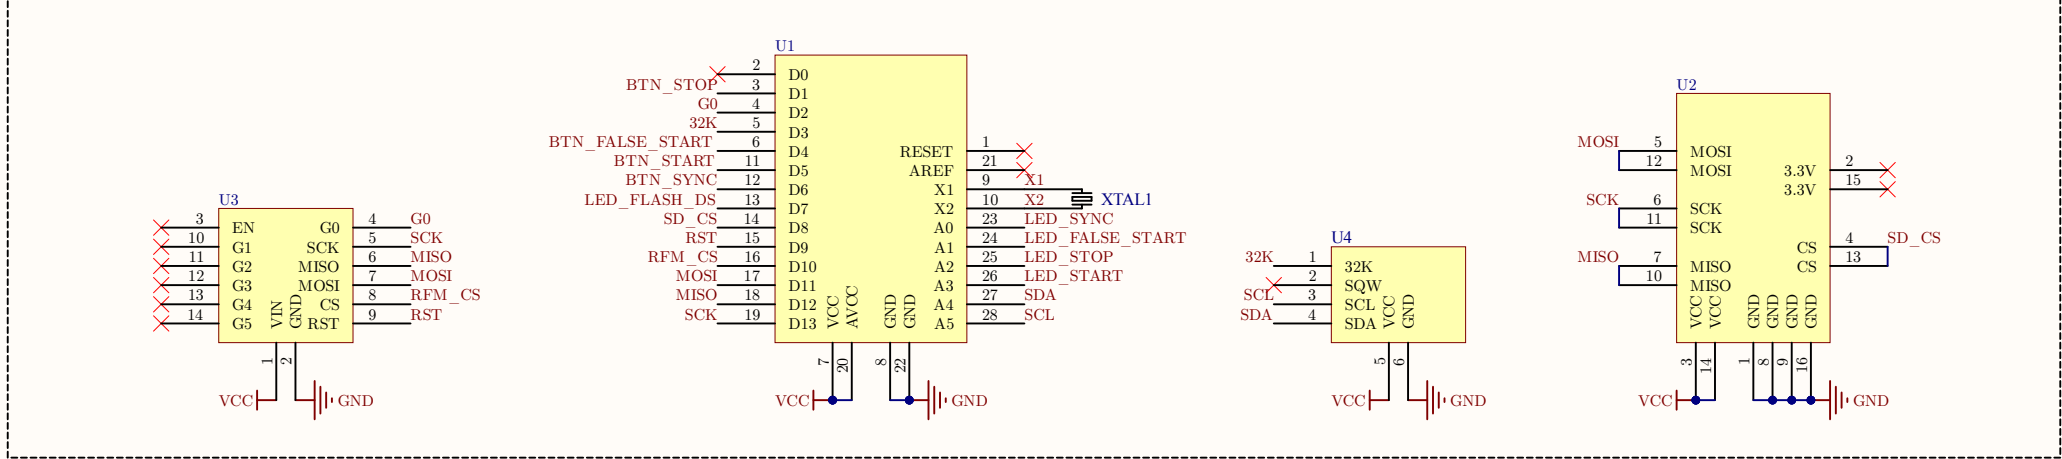 U3
3 EN
10 G1
11 G2
12 G3
13 G4
14 G5
G0 4 G0
SCK 5 SCK
MISO 6 MISO
MOSI 7 MOSI
CS 8 RFM_CS
RST 9 RST
VIN GND
1 2
VCC GND
U1
2 D0
BTN_STOP 3 D1
G0 4 D2
32K 5 D3
BTN_FALSE_START 6 D4
BTN_START 11 D5
BTN_SYNC 12 D6
LED_FLASH_DS 13 D7
SD_CS 14 D8
RST 15 D9
RFM_CS 16 D10
MOSI 17 D11
MISO 18 D12
SCK 19 D13
RESET 1
AREF 21
X1 9 X1
X2 10 X2
XTAL1
A0 23 LED_SYNC
A1 24 LED_FALSE_START
A2 25 LED_STOP
A3 26 LED_START
A4 27 SDA
A5 28 SCL
VCC AVCC GND GND
7 20 8 22
VCC GND
U4
32K 1 32K
2 SQW
SCL 3 SCL
SDA 4 SDA
VCC GND
5 6
VCC GND
U2
MOSI 5 MOSI
12 MOSI
SCK 6 SCK
11 SCK
MISO 7 MISO
10 MISO
3.3V 2
3.3V 15
CS 4 SD_CS
CS 13
VCC VCC GND GND GND GND
3 14 1 8 9 16
VCC GND